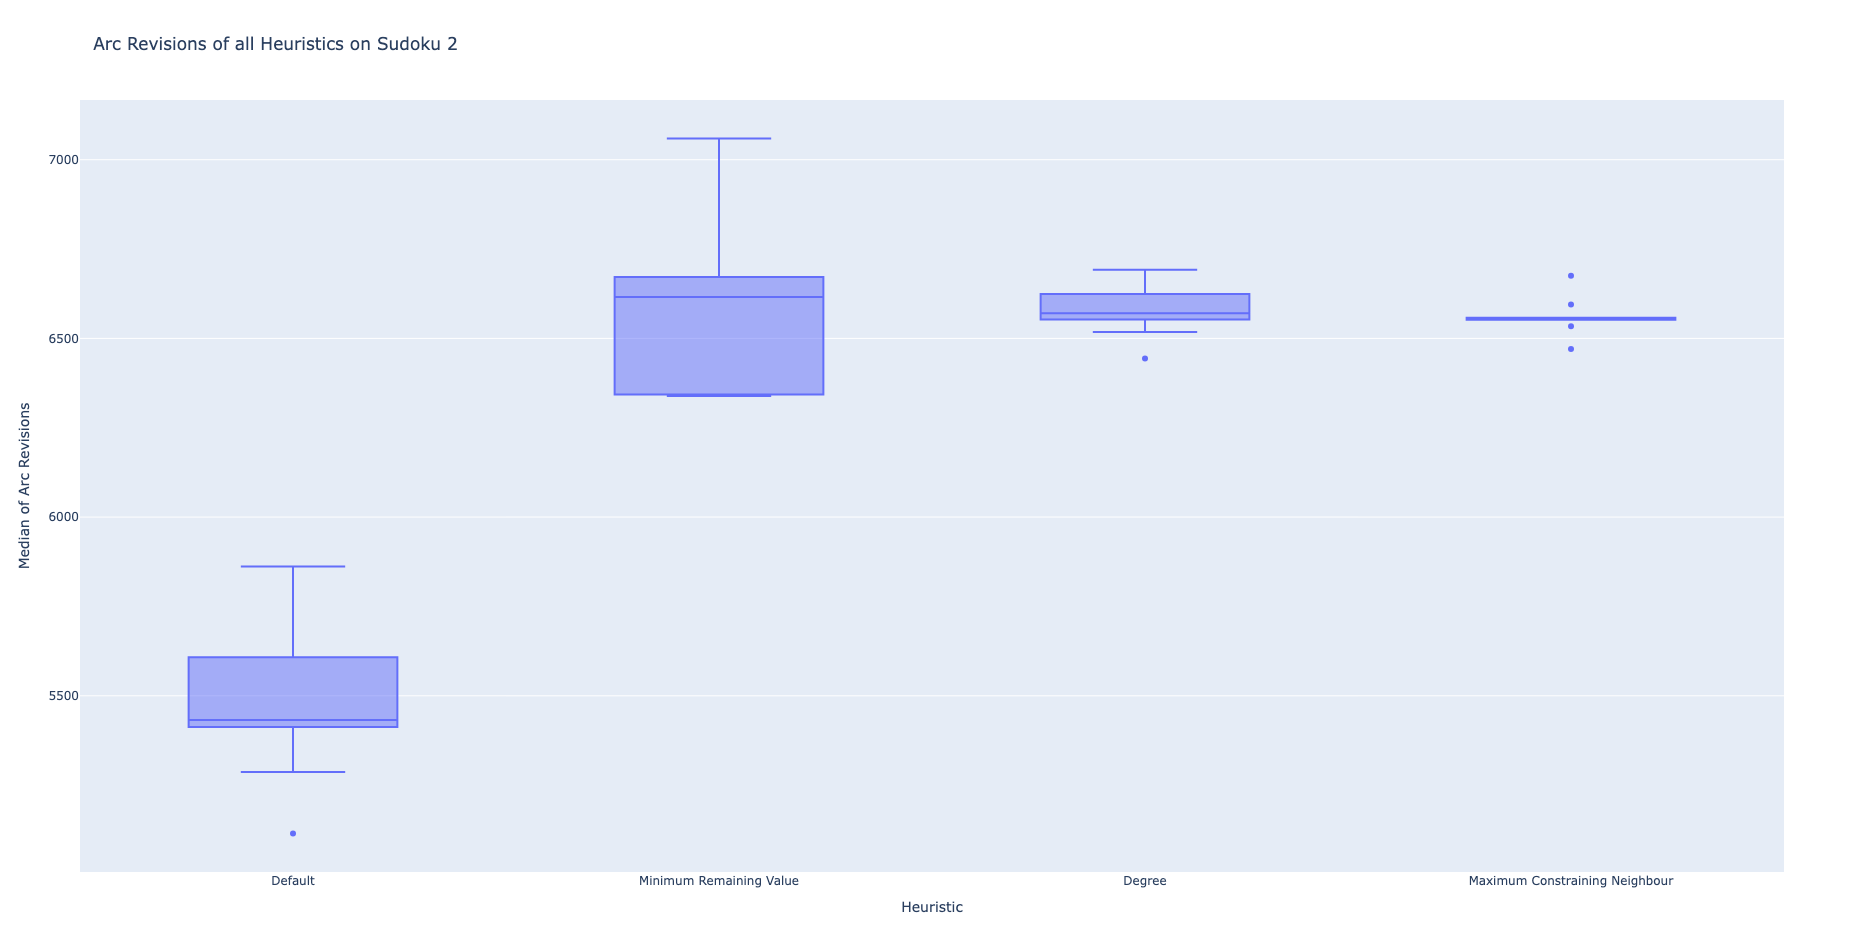 Arc Revisions of all Heuristics on Sudoku 2
Median of Arc Revisions
7000
6500
6000
5500
Default
Minimum Remaining Value
Degree
Maximum Constraining Neighbour
Heuristic